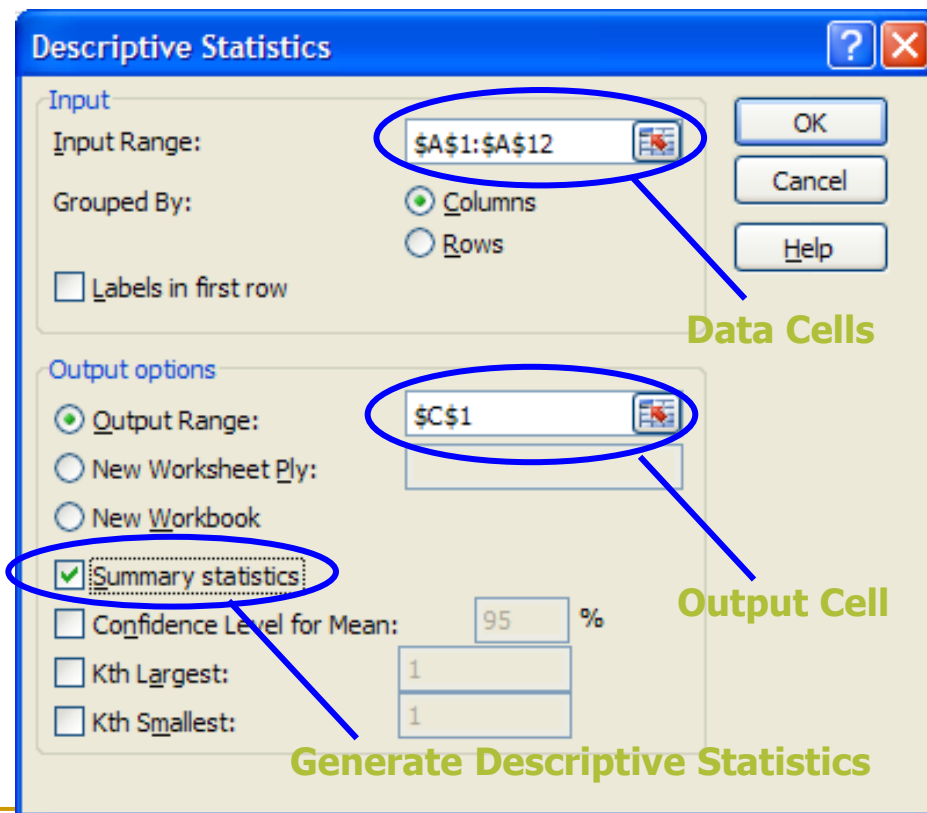 Descriptive Statistics
Input
Input Range: $A$1:$A$12
OK
Cancel
Grouped By: Columns
Rows
Help
Labels in first row
Data Cells
Output options
Output Range: $C$1
New Worksheet Ply:
New Workbook
Summary statistics
Output Cell
Confidence Level for Mean: 95 %
Kth Largest: 1
Kth Smallest: 1
Generate Descriptive Statistics